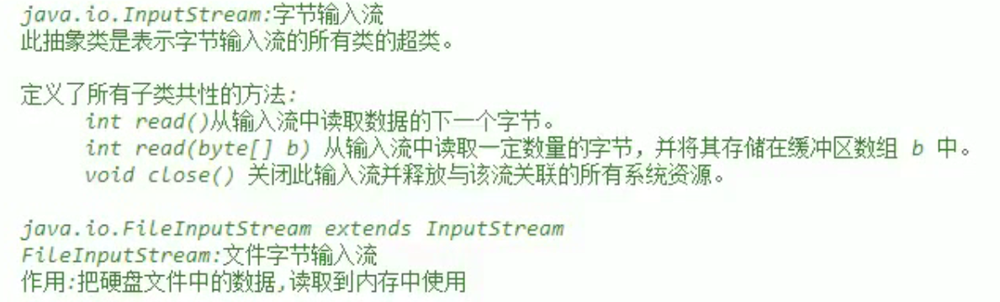 java.io.InputStream:字节输入流
此抽象类是表示字节输入流的所有类的超类。
定义了所有子类共性的方法:
int read()从输入流中读取数据的下一个字节。
int read(byte[] b) 从输入流中读取一定数量的字节，并将其存储在缓冲区数组 b 中。
void close() 关闭此输入流并释放与该流关联的所有系统资源。
java.io.FileInputStream extends InputStream
FileInputStream:文件字节输入流
作用:把硬盘文件中的数据,读取到内存中使用